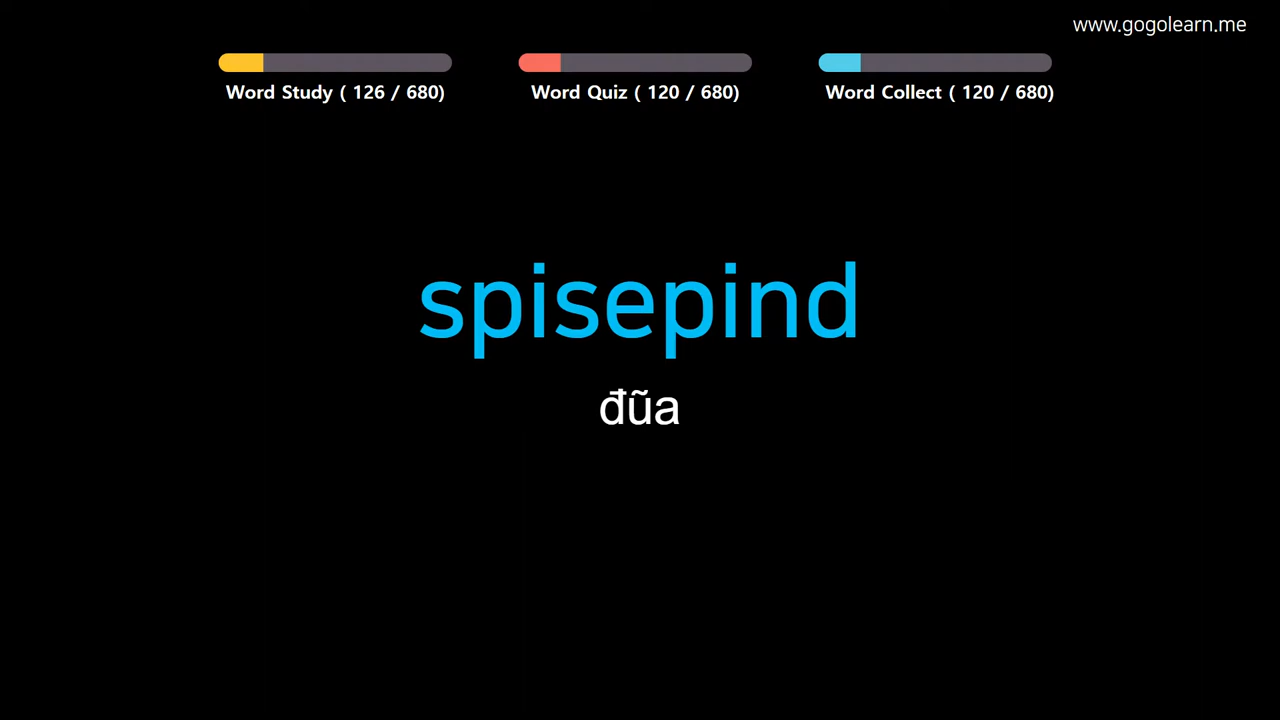 www.gogolearn.me
Word Study ( 126 / 680)
Word Quiz ( 120 / 680)
Word Collect ( 120 / 680)
spisepind
đũa